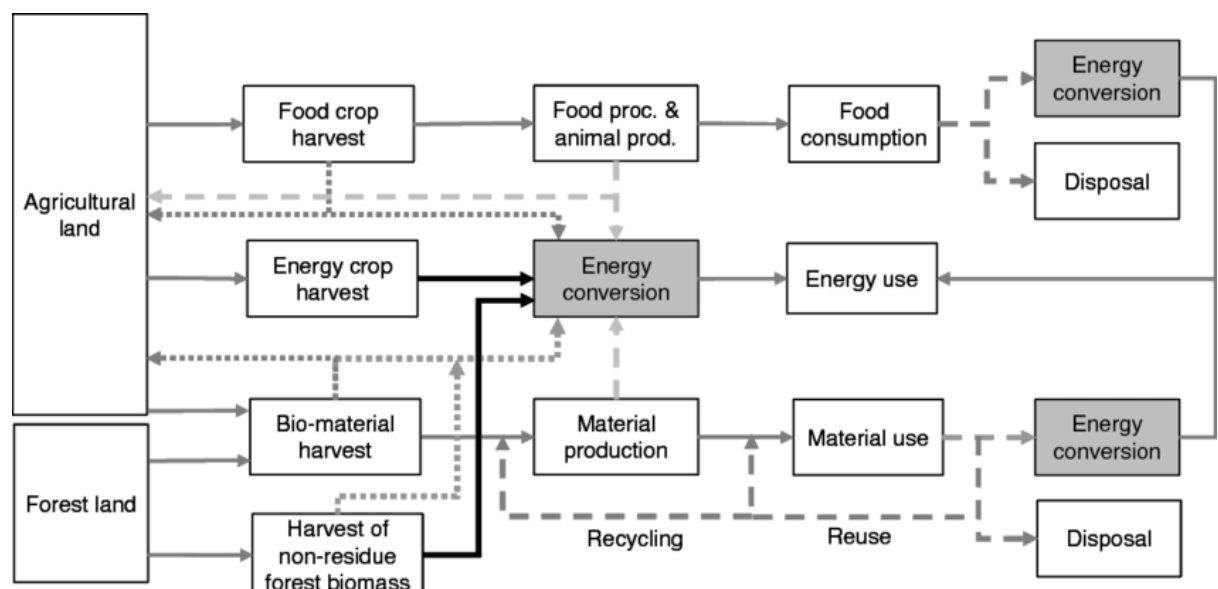 Energy
conversion
Food crop
harvest
Food proc. &
animal prod.
Food
consumption
Disposal
Agricultural
land
Energy crop
harvest
Energy
conversion
Energy use
Bio-material
harvest
Material
production
Material use
Energy
conversion
Forest land
Recycling
Reuse
Disposal
Harvest of
non-residue
forest biomass